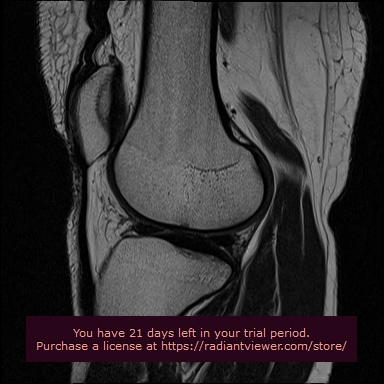 You have 21 days left in your trial period.
Purchase a license at https://radiantviewer.com/store/